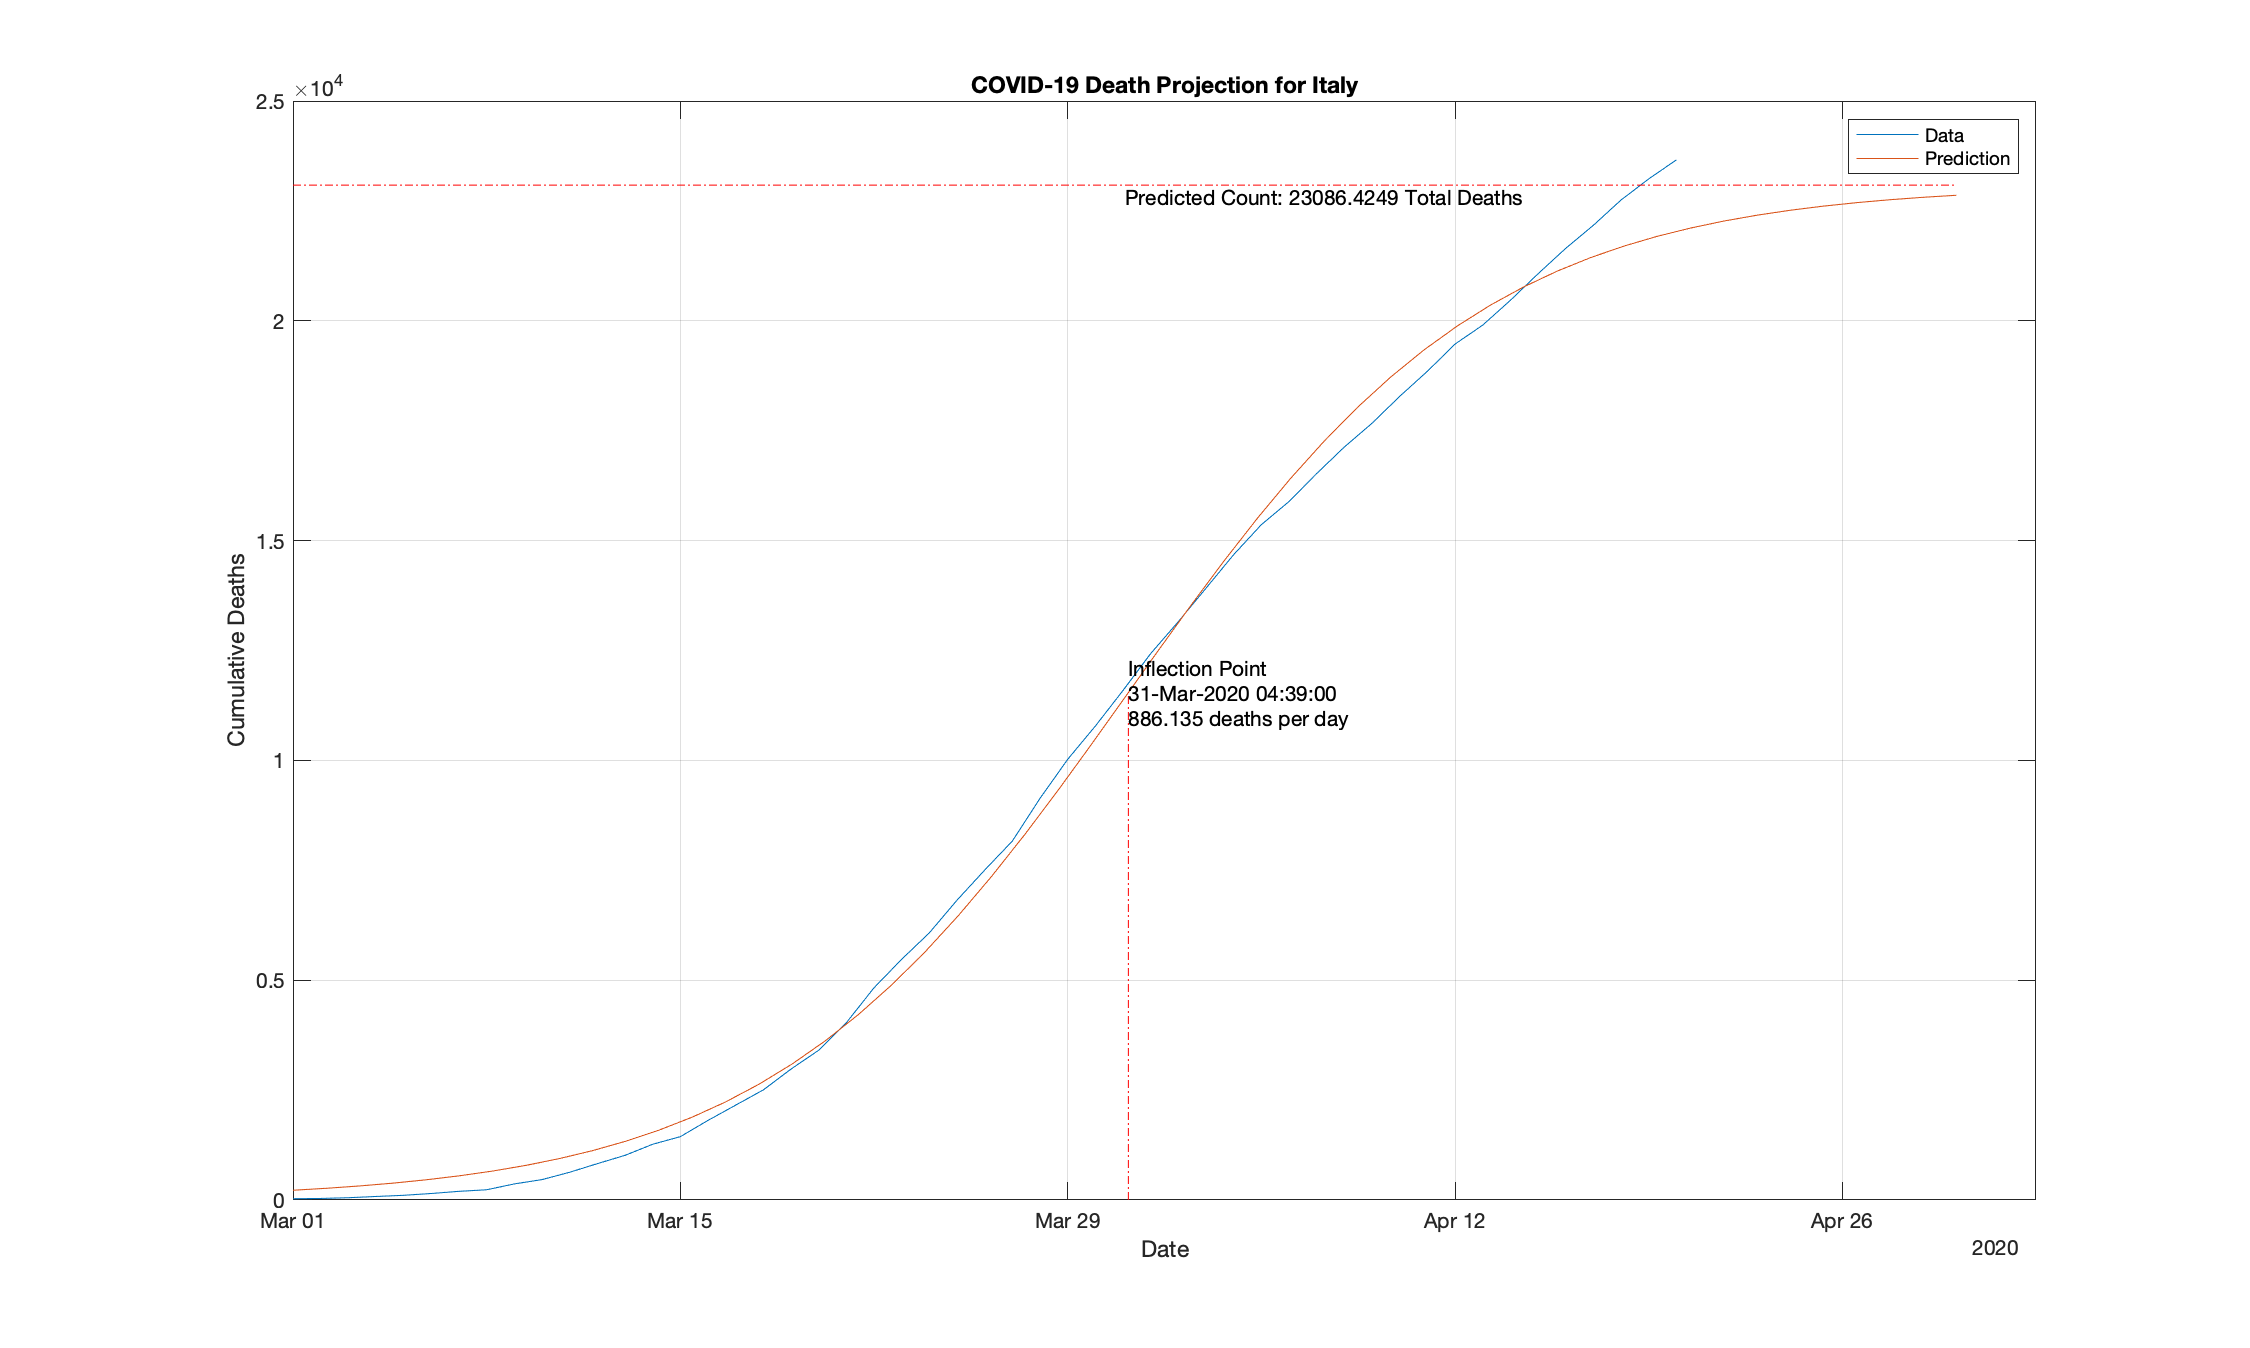 COVID-19 Death Projection for Italy
×10^4
2.5
2
1.5
1
0.5
0
Cumulative Deaths
Data
Prediction
Predicted Count: 23086.4249 Total Deaths
Inflection Point
31-Mar-2020 04:39:00
886.135 deaths per day
Mar 01
Mar 15
Mar 29
Apr 12
Apr 26
Date
2020